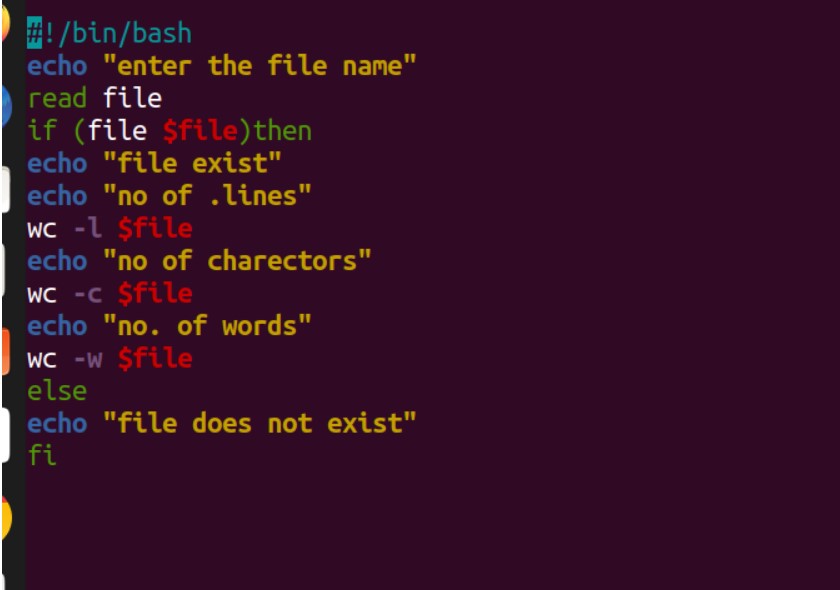 #!/bin/bash
echo "enter the file name"
read file
if (file $file)then
echo "file exist"
echo "no of .lines"
wc -l $file
echo "no of charectors"
wc -c $file
echo "no. of words"
wc -w $file
else
echo "file does not exist"
fi